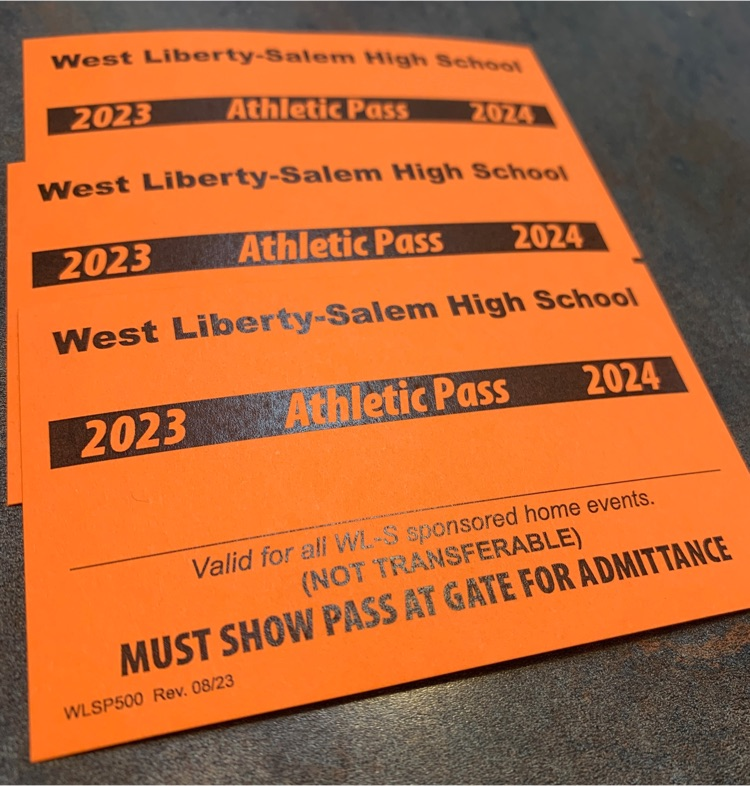 West Liberty-Salem High School
2023 Athletic Pass 2024
West Liberty-Salem High School
2023 Athletic Pass 2024
West Liberty-Salem High School
2023 Athletic Pass 2024
Valid for all WL-S sponsored home events.
(NOT TRANSFERABLE)
MUST SHOW PASS AT GATE FOR ADMITTANCE
WLSP500 Rev. 08/23